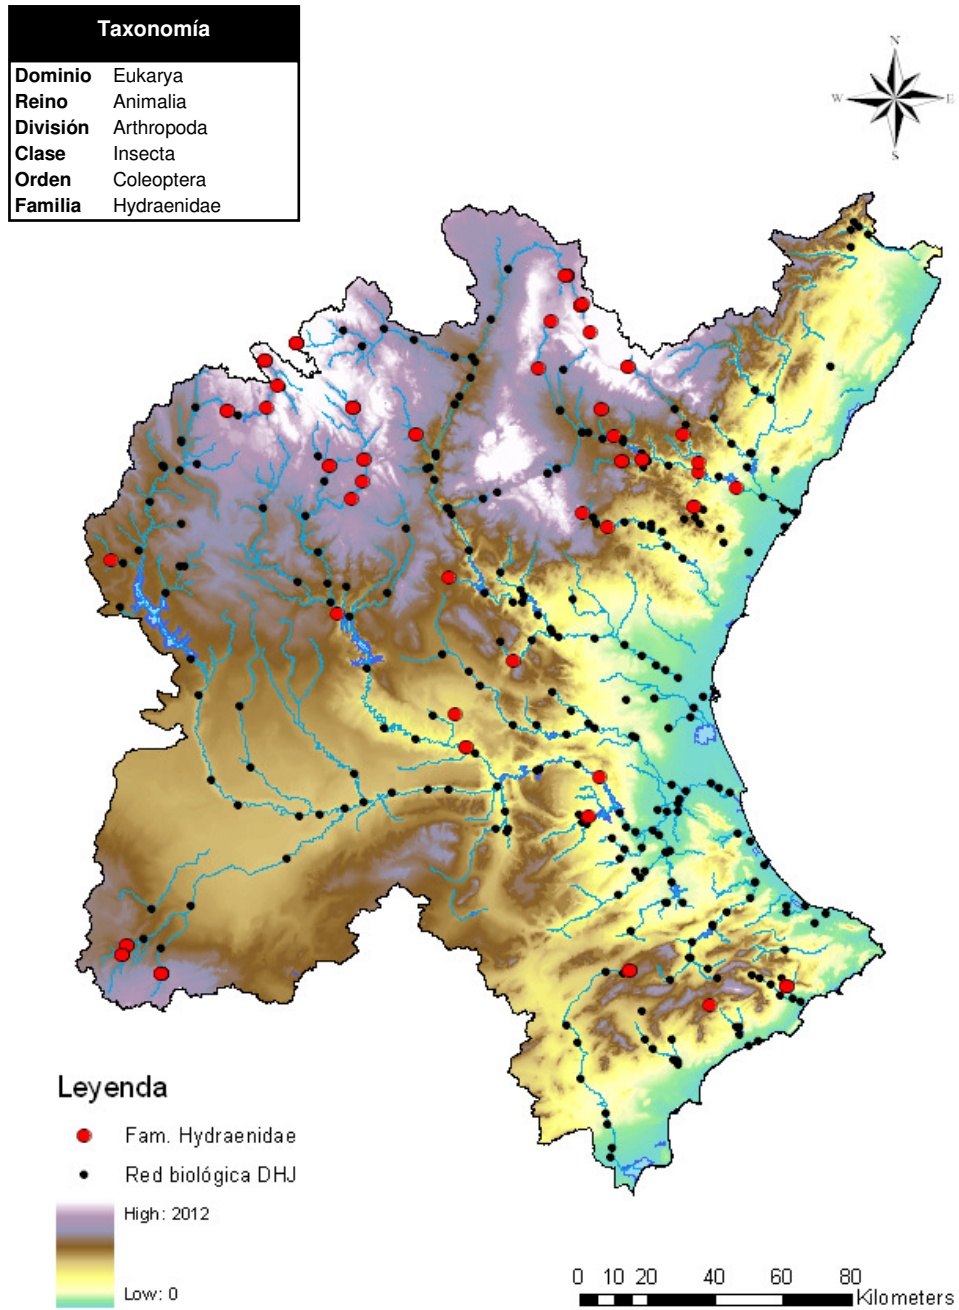 Taxonomía
Dominio Eukarya
Reino Animalia
División Arthropoda
Clase Insecta
Orden Coleoptera
Familia Hydraenidae
N
W E
S
Leyenda
Fam. Hydraenidae
Red biológica DHJ
High: 2012
Low: 0
0 10 20 40 60 80
Kilometers